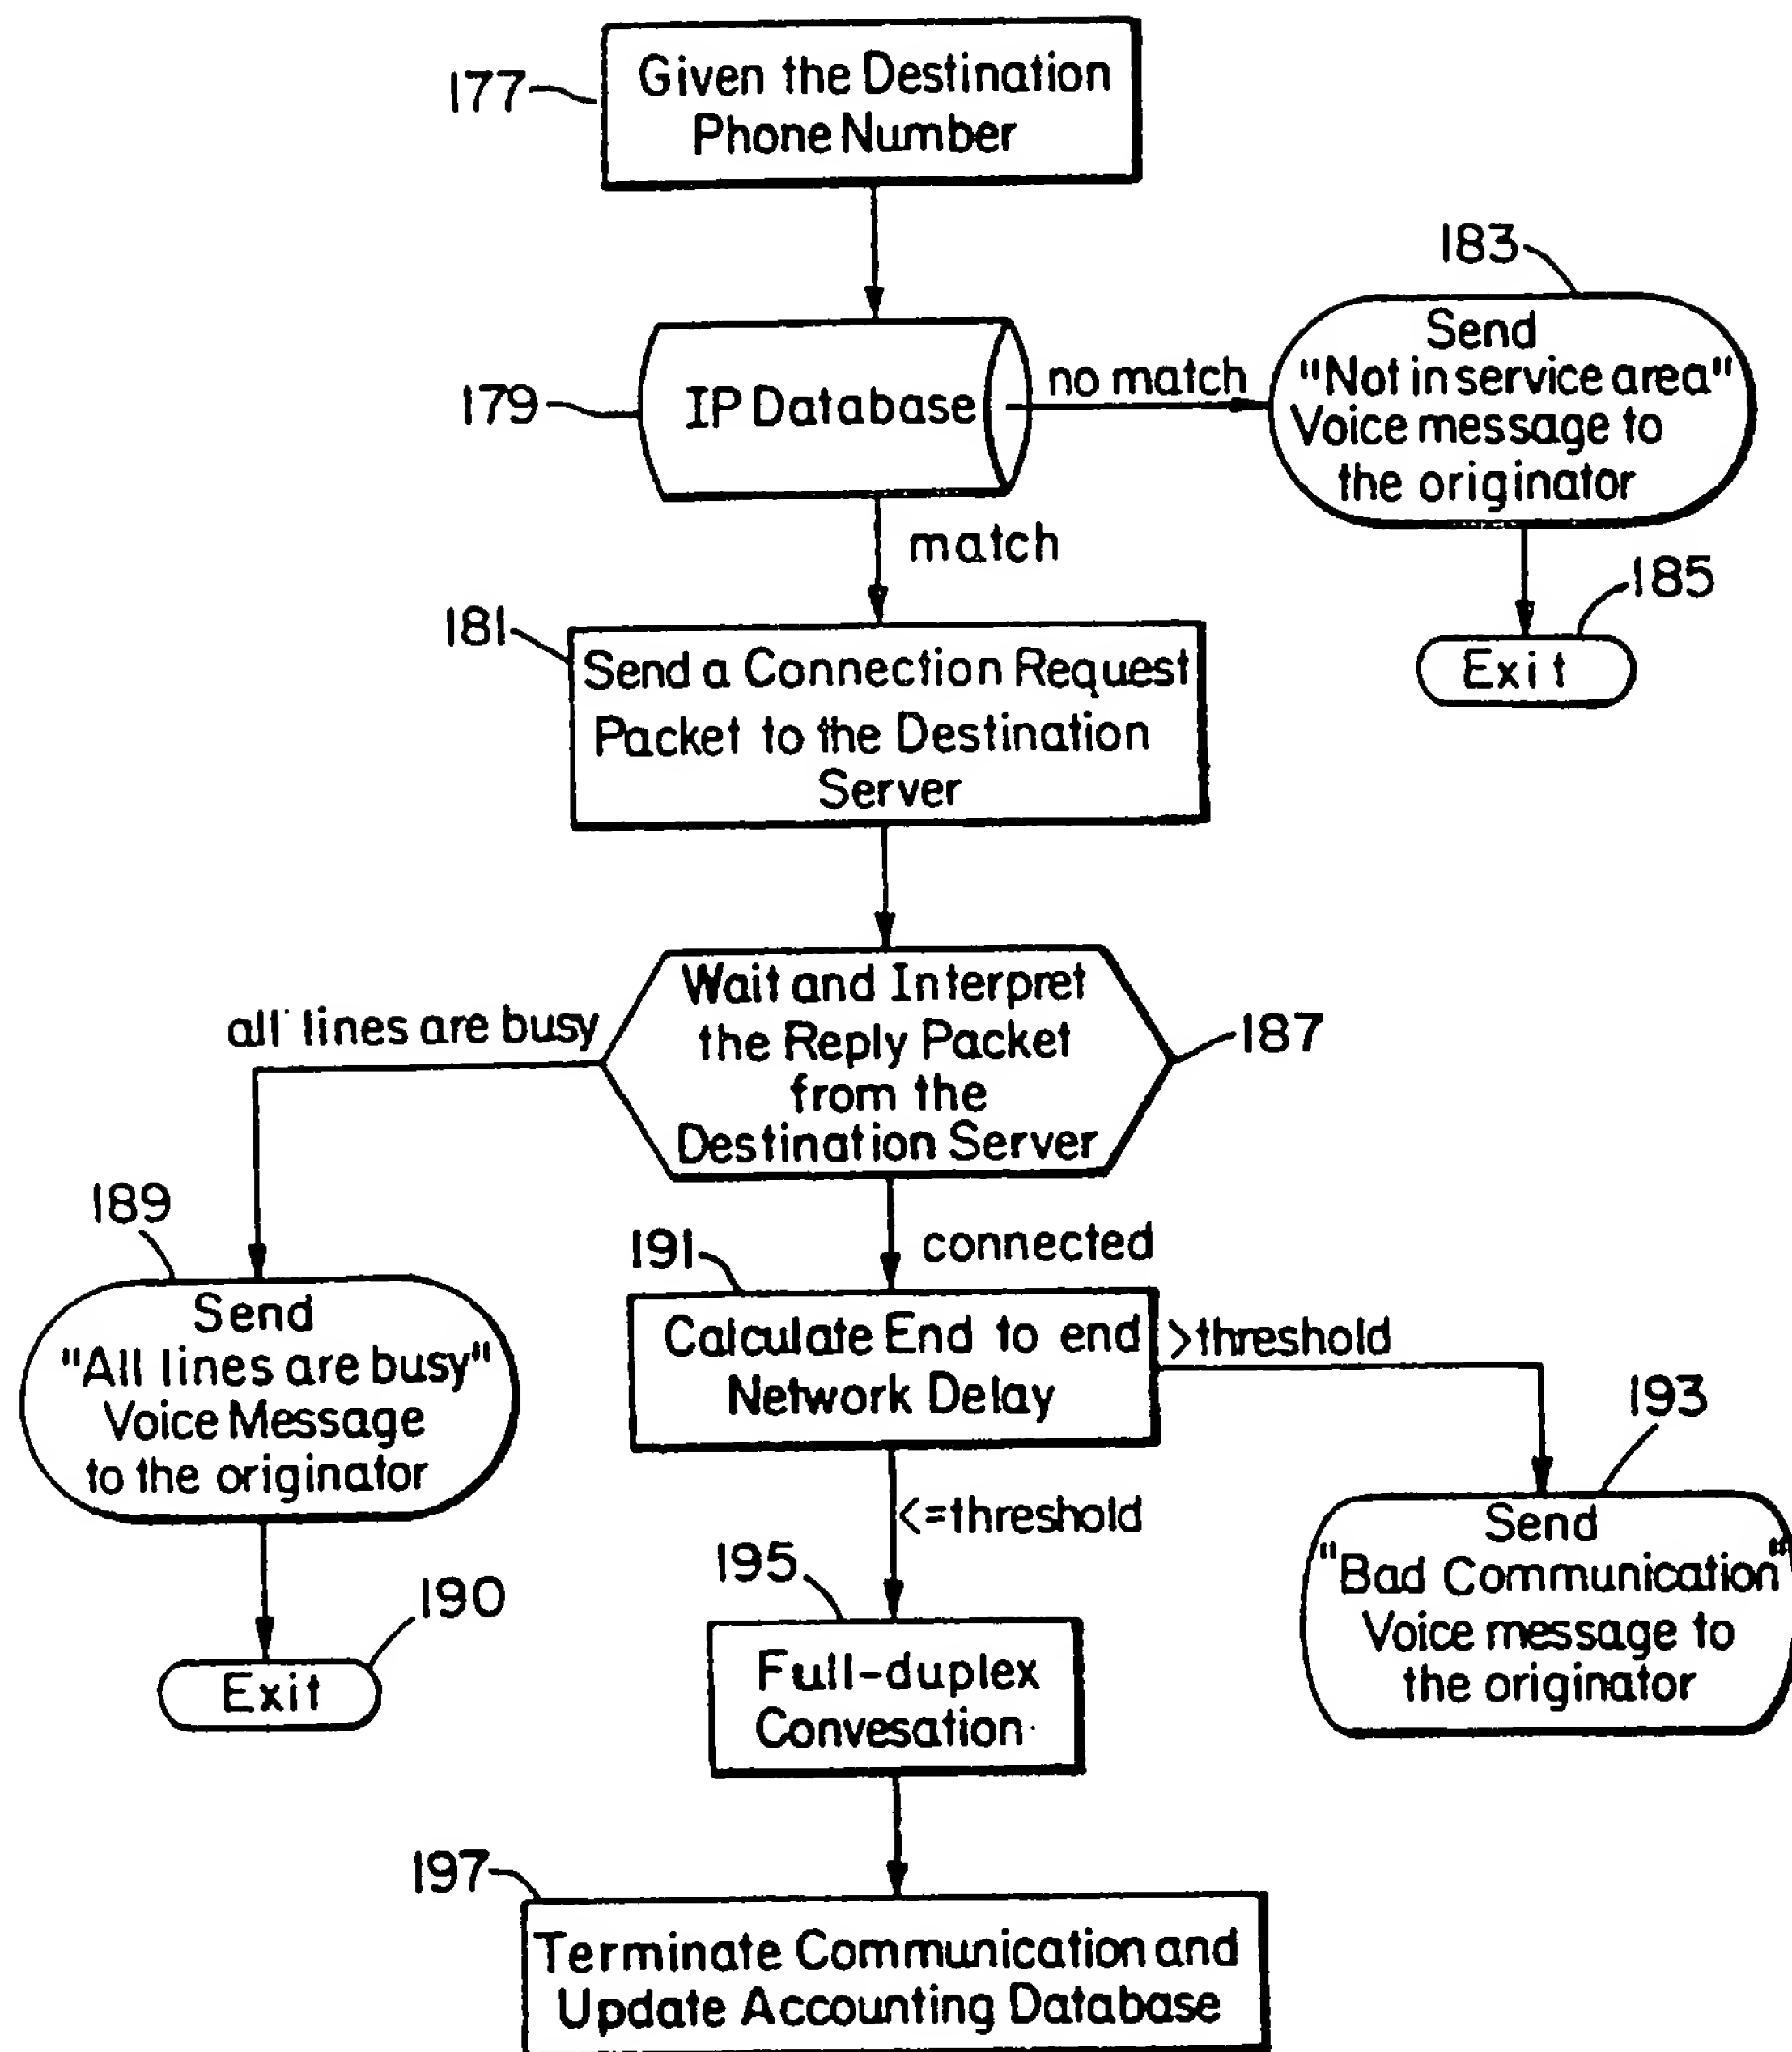 177
Given the Destination
Phone Number
183
Send
"Not in service area"
Voice message to
the originator
179
IP Database
no match
match
185
Exit
181
Send a Connection Request
Packet to the Destination
Server
all lines are busy
Wait and Interpret
the Reply Packet
from the
Destination Server
187
189
Send
"All lines are busy"
Voice Message
to the originator
connected
191
Calculate End to end
Network Delay
>threshold
193
Send
"Bad Communication"
Voice message to
the originator
<=threshold
190
Exit
195
Full-duplex
Convesation
197
Terminate Communication and
Update Accounting Database